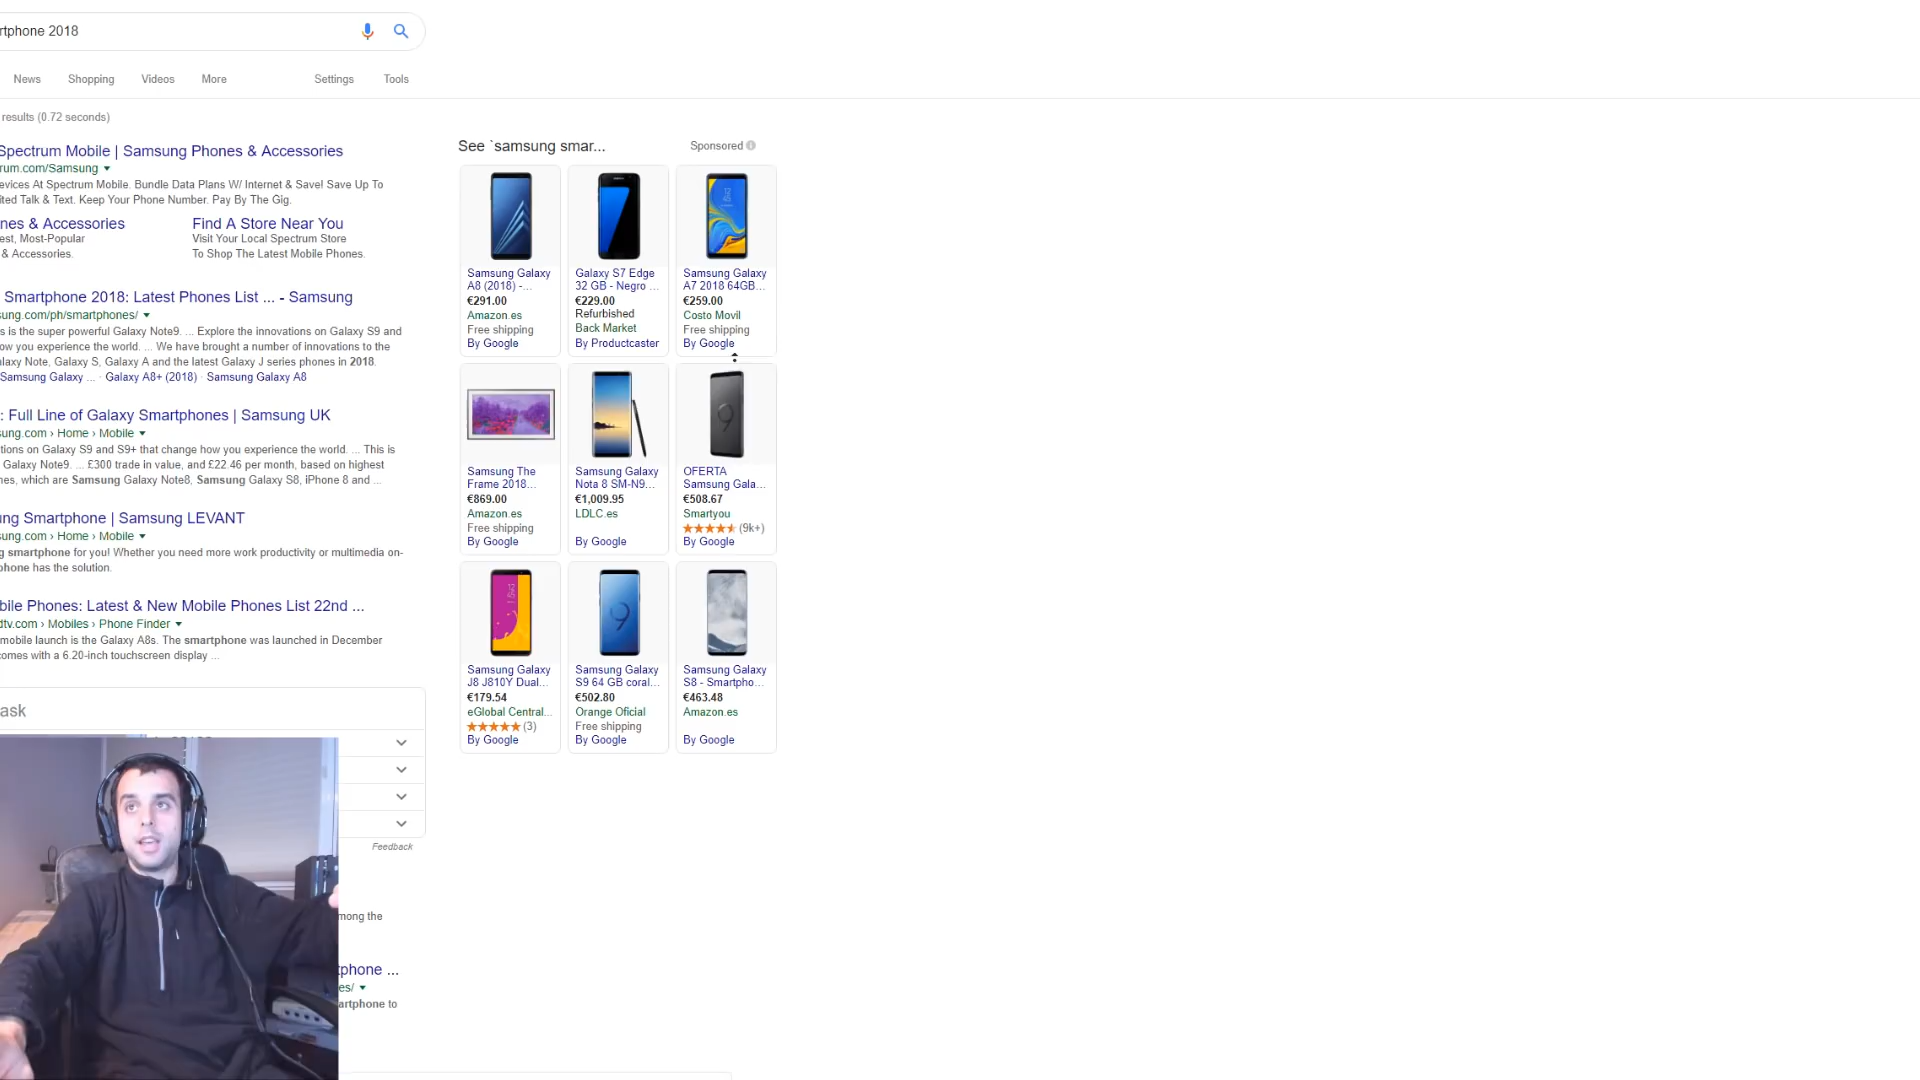 rtphone 2018
News Shopping Videos More Settings Tools
results (0.72 seconds)
Spectrum Mobile | Samsung Phones & Accessories
rum.com/Samsung
evices At Spectrum Mobile. Bundle Data Plans W/ Internet & Save! Save Up To
ited Talk & Text. Keep Your Phone Number. Pay By The Gig.
nes & Accessories
est, Most-Popular
& Accessories.
Find A Store Near You
Visit Your Local Spectrum Store
To Shop The Latest Mobile Phones.
Smartphone 2018: Latest Phones List ... - Samsung
sung.com/ph/smartphones/
s is the super powerful Galaxy Note9. ... Explore the innovations on Galaxy S9 and
ow you experience the world. ... We have brought a number of innovations to the
alaxy Note, Galaxy S, Galaxy A and the latest Galaxy J series phones in 2018.
Samsung Galaxy ... · Galaxy A8+ (2018) · Samsung Galaxy A8
: Full Line of Galaxy Smartphones | Samsung UK
sung.com › Home › Mobile
tions on Galaxy S9 and S9+ that change how you experience the world. ... This is
Galaxy Note9. ... £300 trade in value, and £22.46 per month, based on highest
nes, which are Samsung Galaxy Note8, Samsung Galaxy S8, iPhone 8 and ...
ng Smartphone | Samsung LEVANT
sung.com › Home › Mobile
g smartphone for you! Whether you need more work productivity or multimedia on-
phone has the solution.
bile Phones: Latest & New Mobile Phones List 22nd ...
dtv.com › Mobiles › Phone Finder
mobile launch is the Galaxy A8s. The smartphone was launched in December
comes with a 6.20-inch touchscreen display ...
ask
Feedback
mong the
tphone ...
es/
artphone to
See `samsung smar...
Sponsored
Samsung Galaxy
A8 (2018) -...
€291.00
Amazon.es
Free shipping
By Google
Galaxy S7 Edge
32 GB - Negro ...
€229.00
Refurbished
Back Market
By Productcaster
Samsung Galaxy
A7 2018 64GB...
€259.00
Costo Movil
Free shipping
By Google
Samsung The
Frame 2018...
€869.00
Amazon.es
Free shipping
By Google
Samsung Galaxy
Nota 8 SM-N9...
€1,009.95
LDLC.es
By Google
OFERTA
Samsung Gala...
€508.67
Smartyou
(9k+)
By Google
Samsung Galaxy
J8 J810Y Dual...
€179.54
eGlobal Central...
(3)
By Google
Samsung Galaxy
S9 64 GB coral...
€502.80
Orange Oficial
Free shipping
By Google
Samsung Galaxy
S8 - Smartpho...
€463.48
Amazon.es
By Google